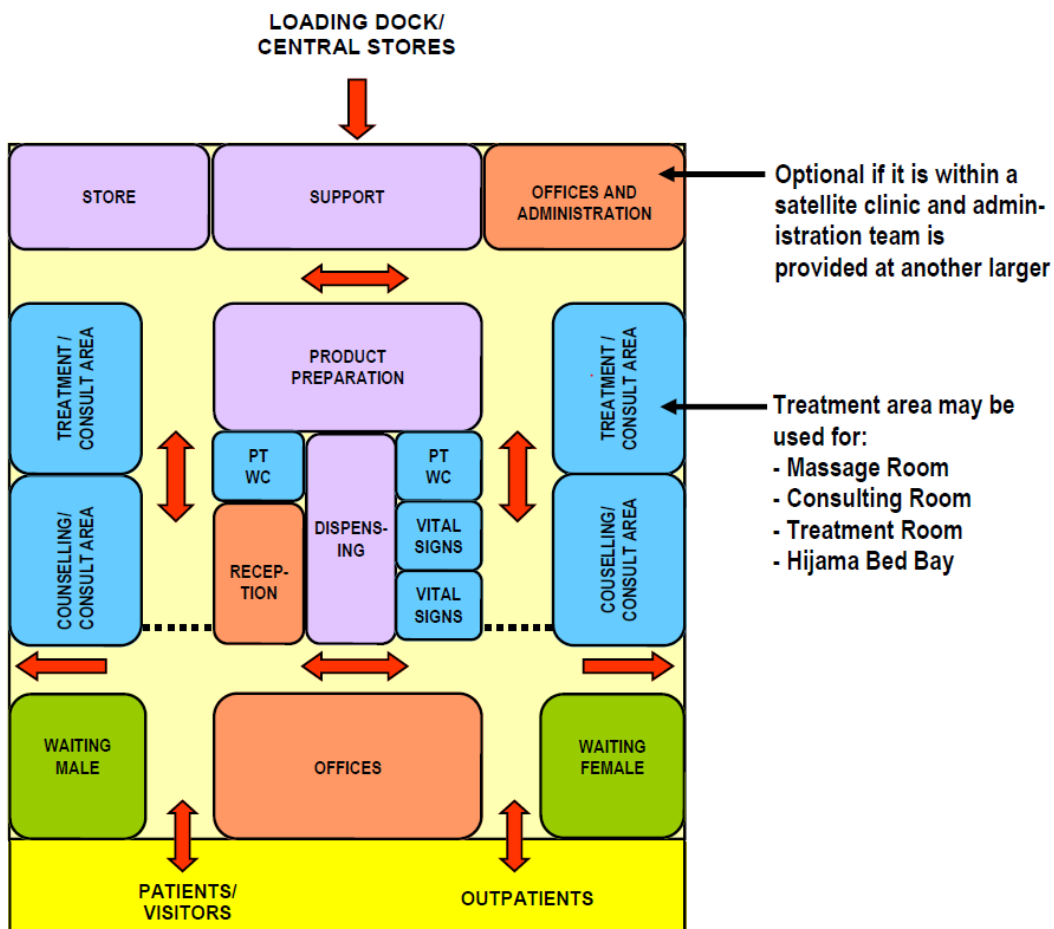 LOADING DOCK/
CENTRAL STORES
STORE
SUPPORT
OFFICES AND
ADMINISTRATION
Optional if it is within a
satellite clinic and admin-
istration team is
provided at another larger
TREATMENT /
CONSULT AREA
PRODUCT
PREPARATION
TREATMENT /
CONSULT AREA
Treatment area may be
used for:
- Massage Room
- Consulting Room
- Treatment Room
- Hijama Bed Bay
PT
WC
DISPENS-
ING
PT
WC
COUNSELLING/
CONSULT AREA
RECEP-
TION
VITAL
SIGNS
VITAL
SIGNS
COUSELLING/
CONSULT AREA
WAITING
MALE
OFFICES
WAITING
FEMALE
PATIENTS/
VISITORS
OUTPATIENTS